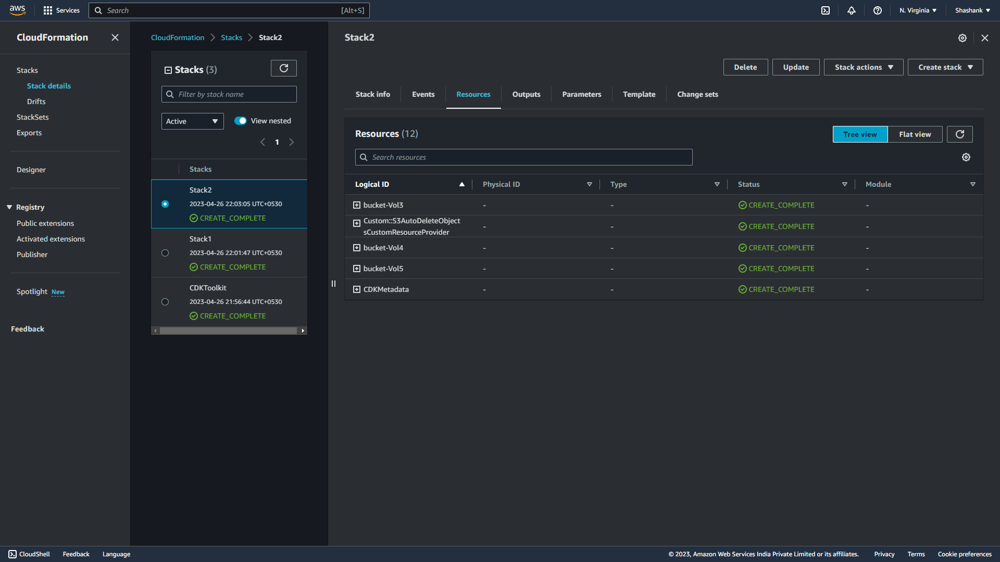 aws
Services
Search
[Alt+S]
N. Virginia
Shashank
CloudFormation
Stacks
Stack details
Drifts
StackSets
Exports
Designer
Registry
Public extensions
Activated extensions
Publisher
Spotlight New
Feedback
CloudFormation
Stacks
Stack2
Stacks (3)
Filter by stack name
Active
View nested
1
Stacks
Stack2
2023-04-26 22:03:05 UTC+0530
CREATE_COMPLETE
Stack1
2023-04-26 22:01:47 UTC+0530
CREATE_COMPLETE
CDKToolkit
2023-04-26 21:56:44 UTC+0530
CREATE_COMPLETE
Stack2
Delete
Update
Stack actions
Create stack
Stack info
Events
Resources
Outputs
Parameters
Template
Change sets
Resources (12)
Tree view
Flat view
Search resources
Logical ID
Physical ID
Type
Status
Module
bucket-Vol3 - - CREATE_COMPLETE -
Custom::S3AutoDeleteObject
sCustomResourceProvider - - CREATE_COMPLETE -
bucket-Vol4 - - CREATE_COMPLETE -
bucket-Vol5 - - CREATE_COMPLETE -
CDKMetadata - - CREATE_COMPLETE -
CloudShell
Feedback
Language
© 2023, Amazon Web Services India Private Limited or its affiliates.
Privacy
Terms
Cookie preferences